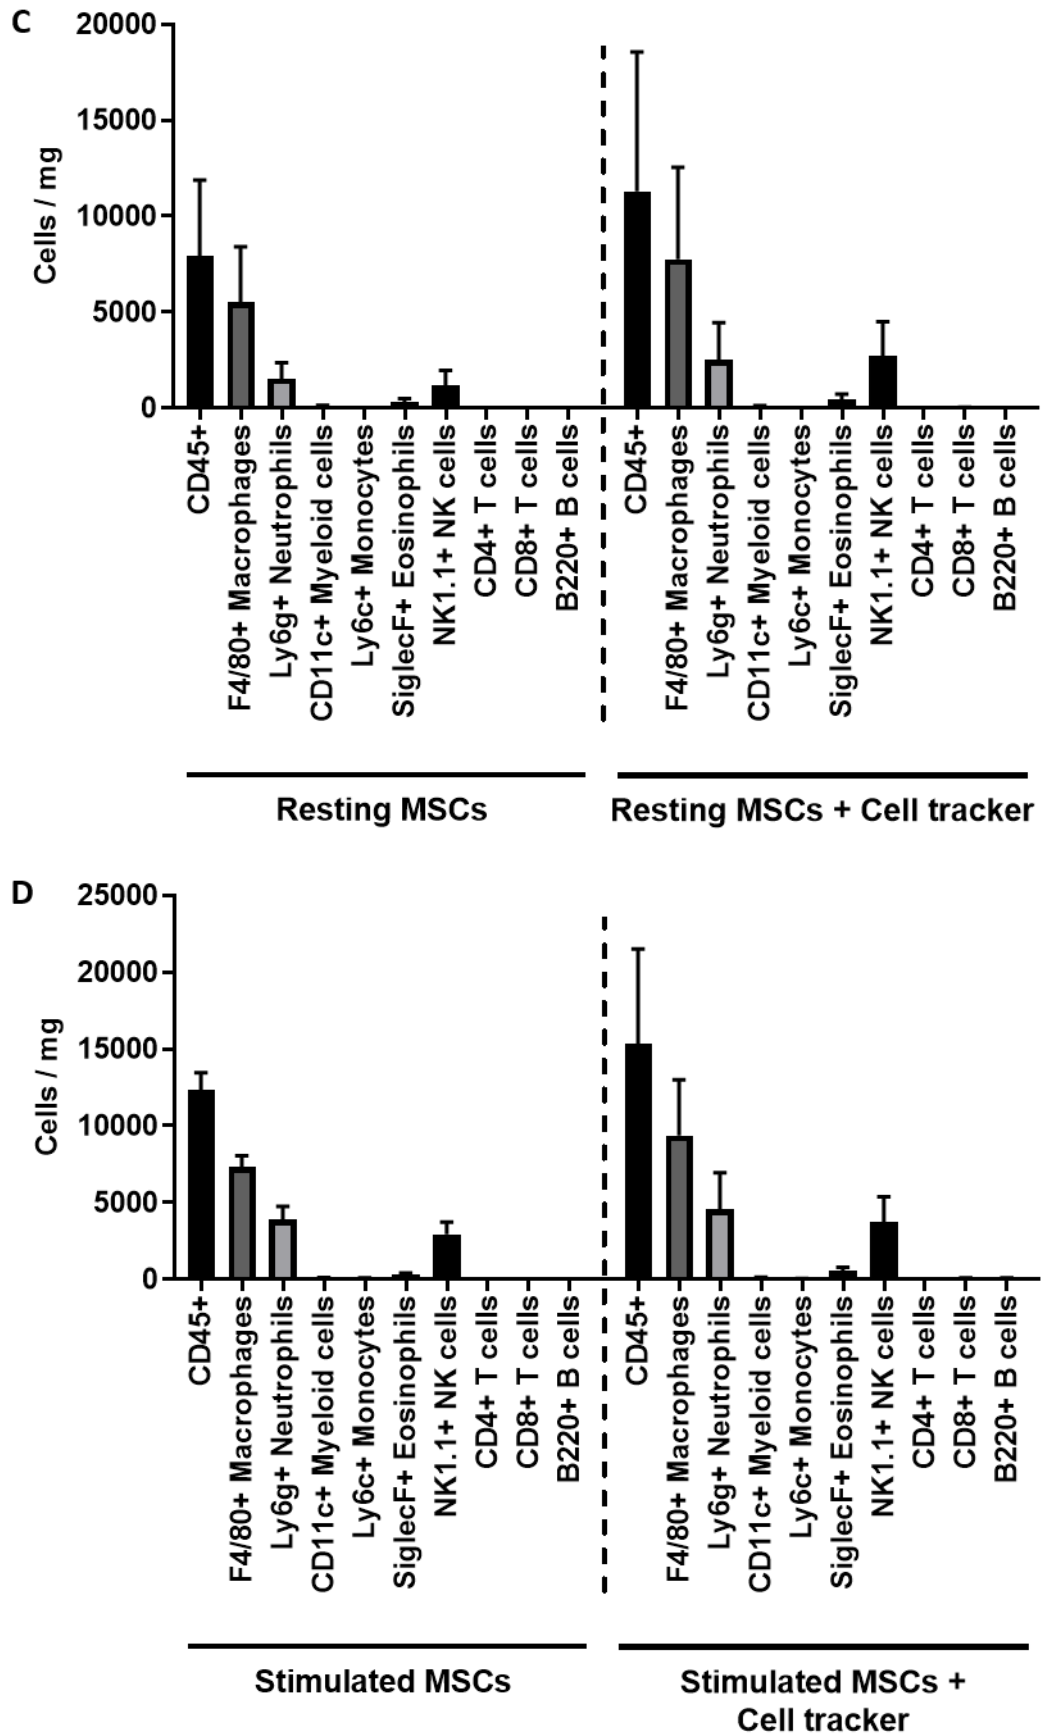 C
20000
15000
10000
5000
0
Cells / mg
CD45+
F4/80+ Macrophages
Ly6g+ Neutrophils
CD11c+ Myeloid cells
Ly6c+ Monocytes
SiglecF+ Eosinophils
NK1.1+ NK cells
CD4+ T cells
CD8+ T cells
B220+ B cells
CD45+
F4/80+ Macrophages
Ly6g+ Neutrophils
CD11c+ Myeloid cells
Ly6c+ Monocytes
SiglecF+ Eosinophils
NK1.1+ NK cells
CD4+ T cells
CD8+ T cells
B220+ B cells
Resting MSCs
Resting MSCs + Cell tracker
D
25000
20000
15000
10000
5000
0
Cells / mg
CD45+
F4/80+ Macrophages
Ly6g+ Neutrophils
CD11c+ Myeloid cells
Ly6c+ Monocytes
SiglecF+ Eosinophils
NK1.1+ NK cells
CD4+ T cells
CD8+ T cells
B220+ B cells
CD45+
F4/80+ Macrophages
Ly6g+ Neutrophils
CD11c+ Myeloid cells
Ly6c+ Monocytes
SiglecF+ Eosinophils
NK1.1+ NK cells
CD4+ T cells
CD8+ T cells
B220+ B cells
Stimulated MSCs
Stimulated MSCs +
Cell tracker